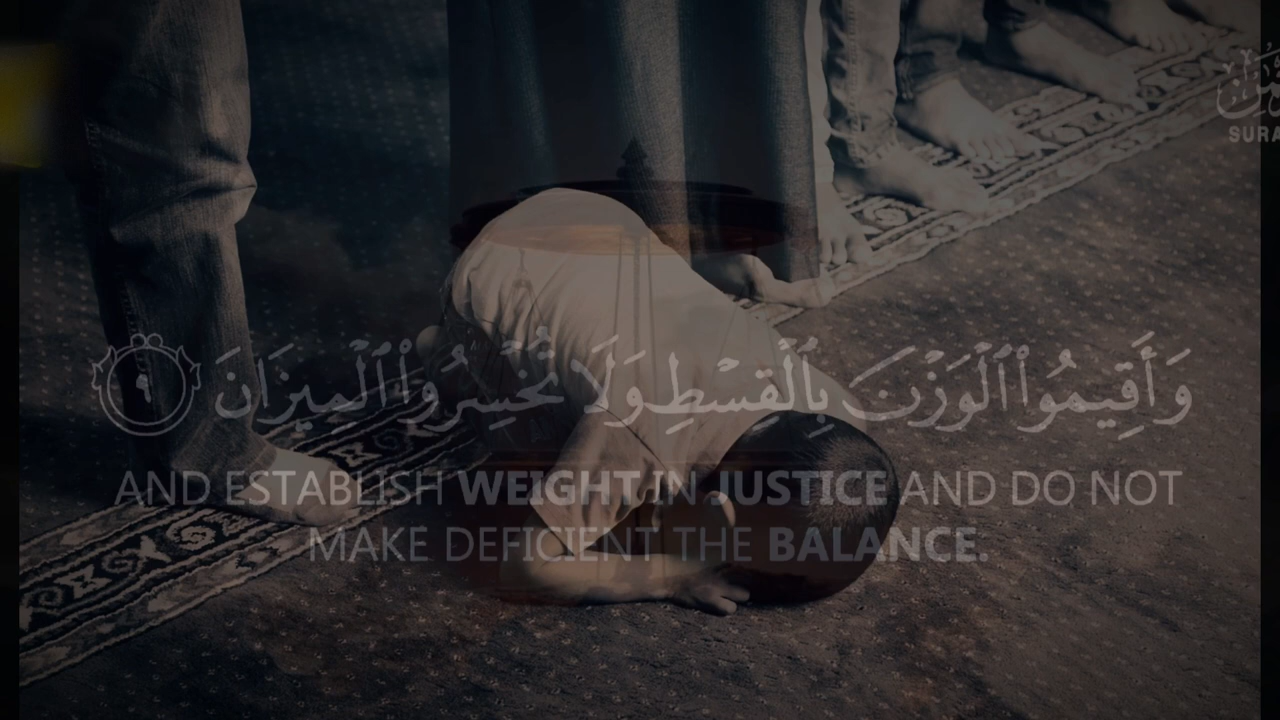 وَأَقِيمُوا۟ ٱلْوَزْنَ بِٱلْقِسْطِ وَلَا تُخْسِرُوا۟ ٱلْمِيزَانَ ٩
AND ESTABLISH WEIGHT IN JUSTICE AND DO NOT
MAKE DEFICIENT THE BALANCE.